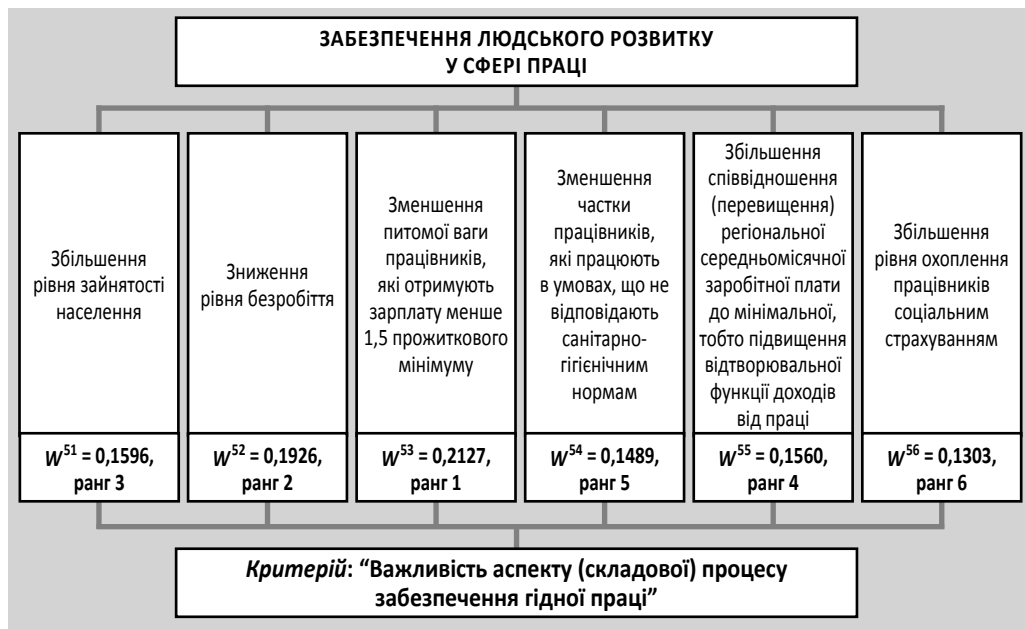 ЗАБЕЗПЕЧЕННЯ ЛЮДСЬКОГО РОЗВИТКУ
У СФЕРІ ПРАЦІ
Збільшення
рівня зайнятості
населення
W⁵¹ = 0,1596,
ранг 3
Зниження
рівня безробіття
W⁵² = 0,1926,
ранг 2
Зменшення
питомої ваги
працівників,
які отримують
зарплату менше
1,5 прожиткового
мінімуму
W⁵³ = 0,2127,
ранг 1
Зменшення
частки
працівників,
які працюють
в умовах, що не
відповідають
санітарно-
гігієнічним
нормам
W⁵⁴ = 0,1489,
ранг 5
Збільшення
співвідношення
(перевищення)
регіональної
середньомісячної
заробітної плати
до мінімальної,
тобто підвищення
відтворювальної
функції доходів
від праці
W⁵⁵ = 0,1560,
ранг 4
Збільшення
рівня охоплення
працівників
соціальним
страхуванням
W⁵⁶ = 0,1303,
ранг 6
Критерій: “Важливість аспекту (складової) процесу
забезпечення гідної праці”